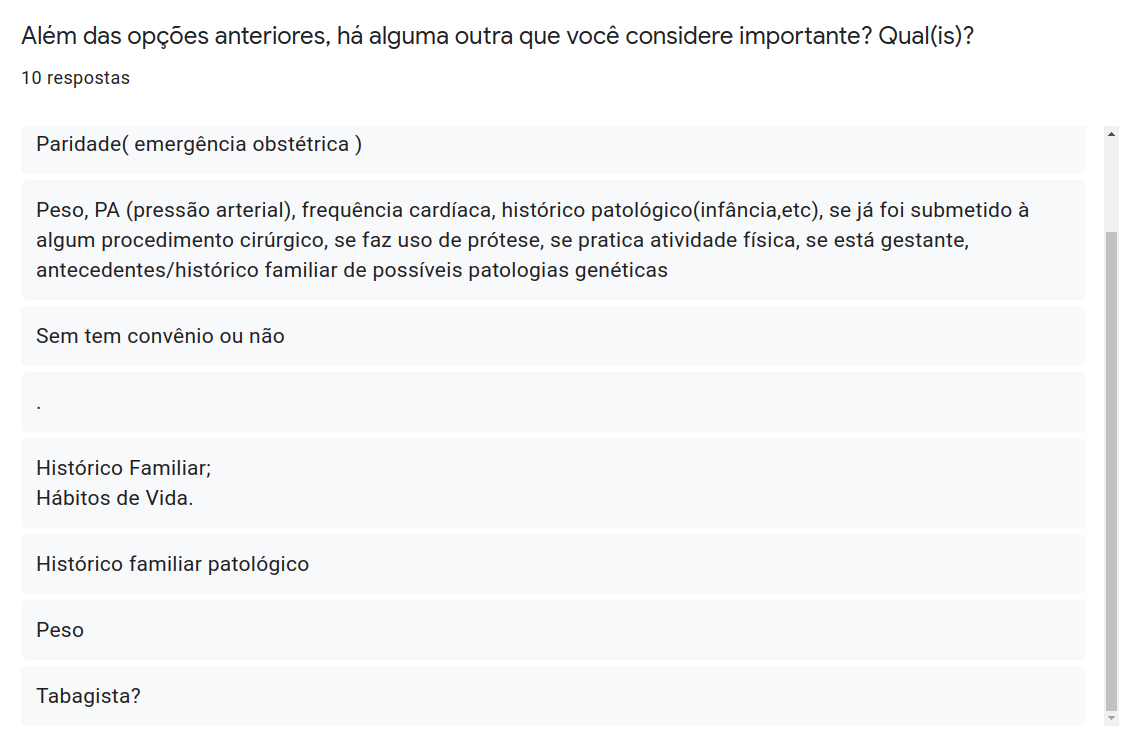 Além das opções anteriores, há alguma outra que você considere importante? Qual(is)?
10 respostas
Paridade( emergência obstétrica )
Peso, PA (pressão arterial), frequência cardíaca, histórico patológico(infância,etc), se já foi submetido à
algum procedimento cirúrgico, se faz uso de prótese, se pratica atividade física, se está gestante,
antecedentes/histórico familiar de possíveis patologias genéticas
Sem tem convênio ou não
.
Histórico Familiar;
Hábitos de Vida.
Histórico familiar patológico
Peso
Tabagista?